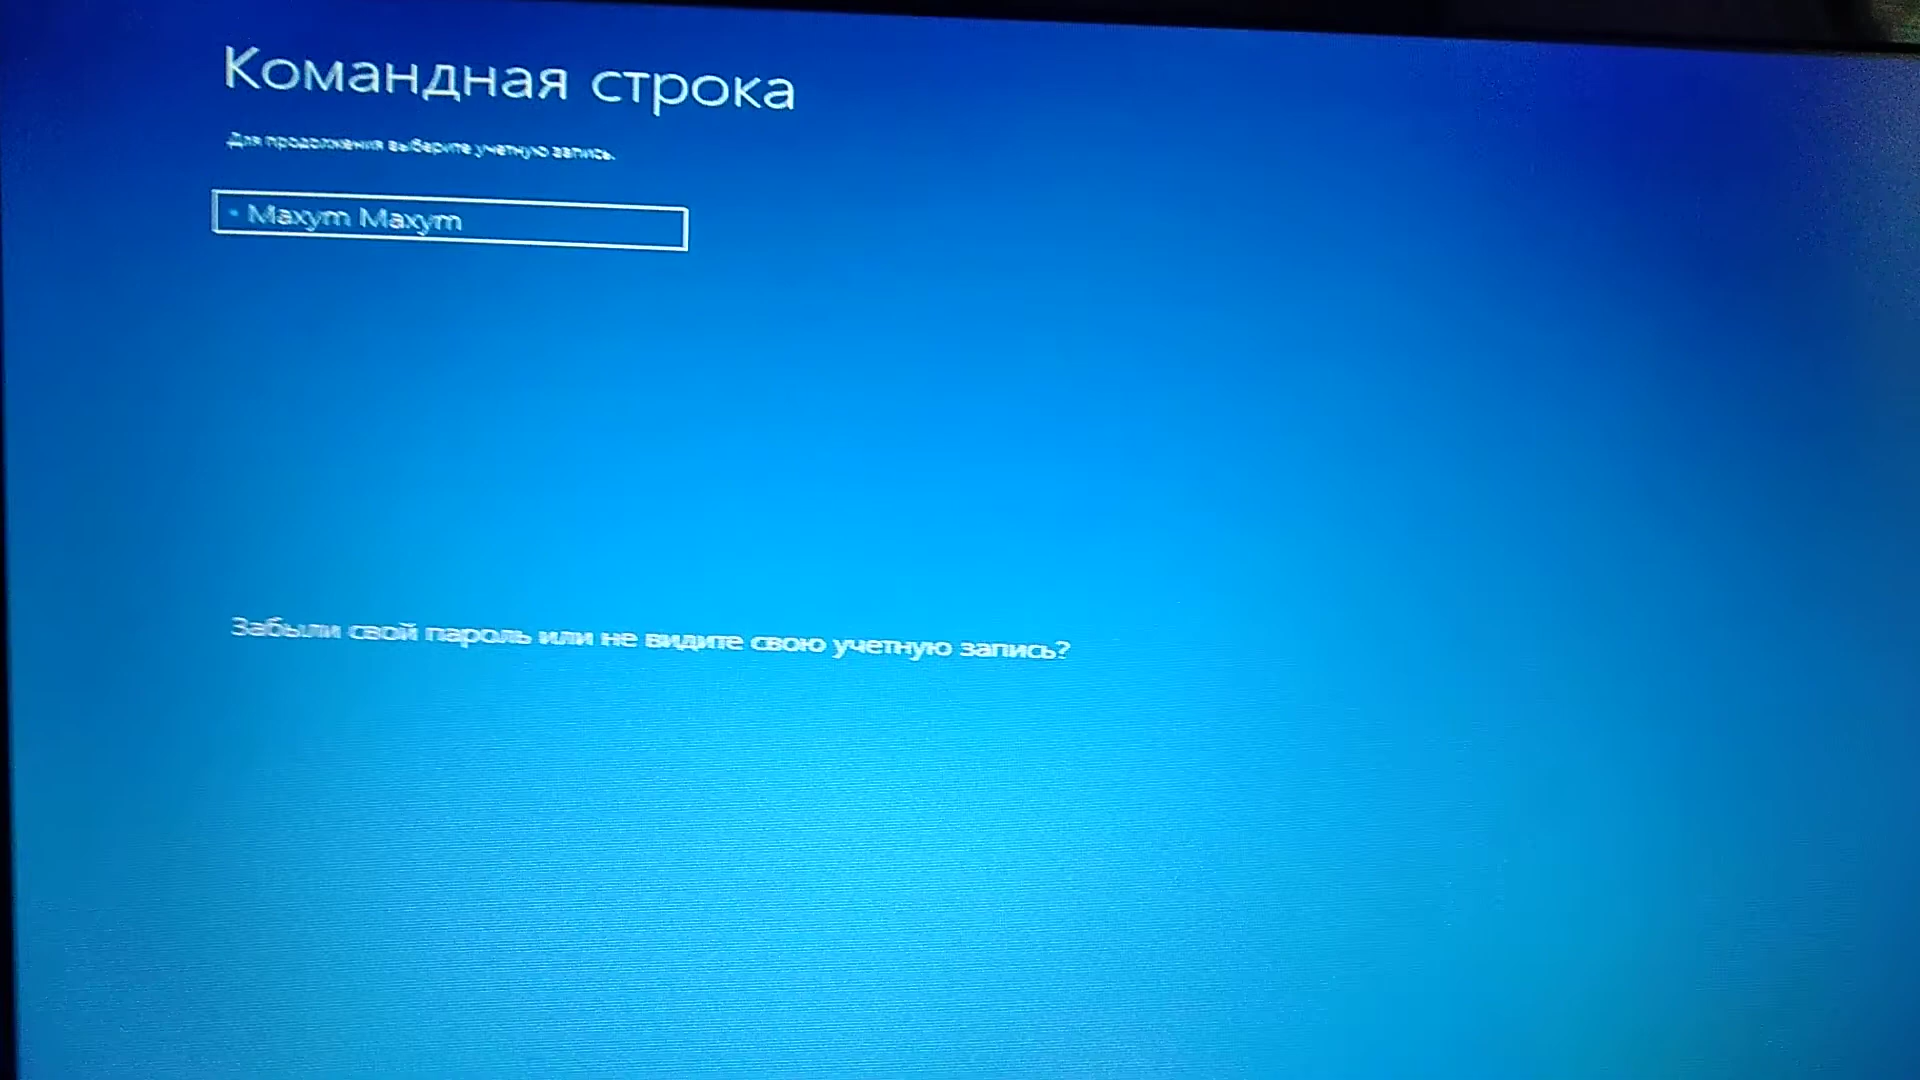 Командная строка
Для продолжения выберите учетную запись.
Maxym Maxym
Забыли свой пароль или не видите свою учетную запись?